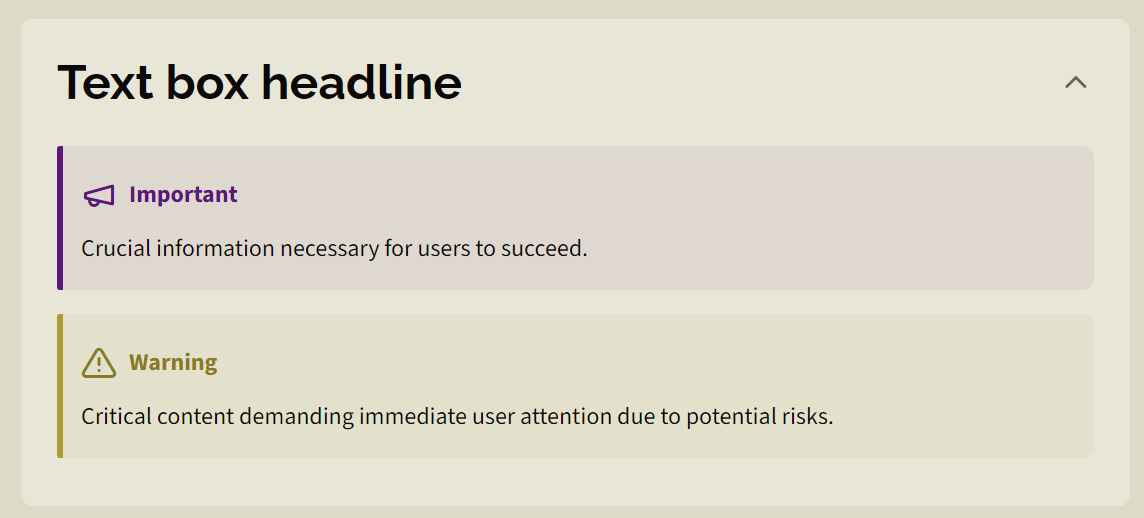 Text box headline
Important
Crucial information necessary for users to succeed.
Warning
Critical content demanding immediate user attention due to potential risks.